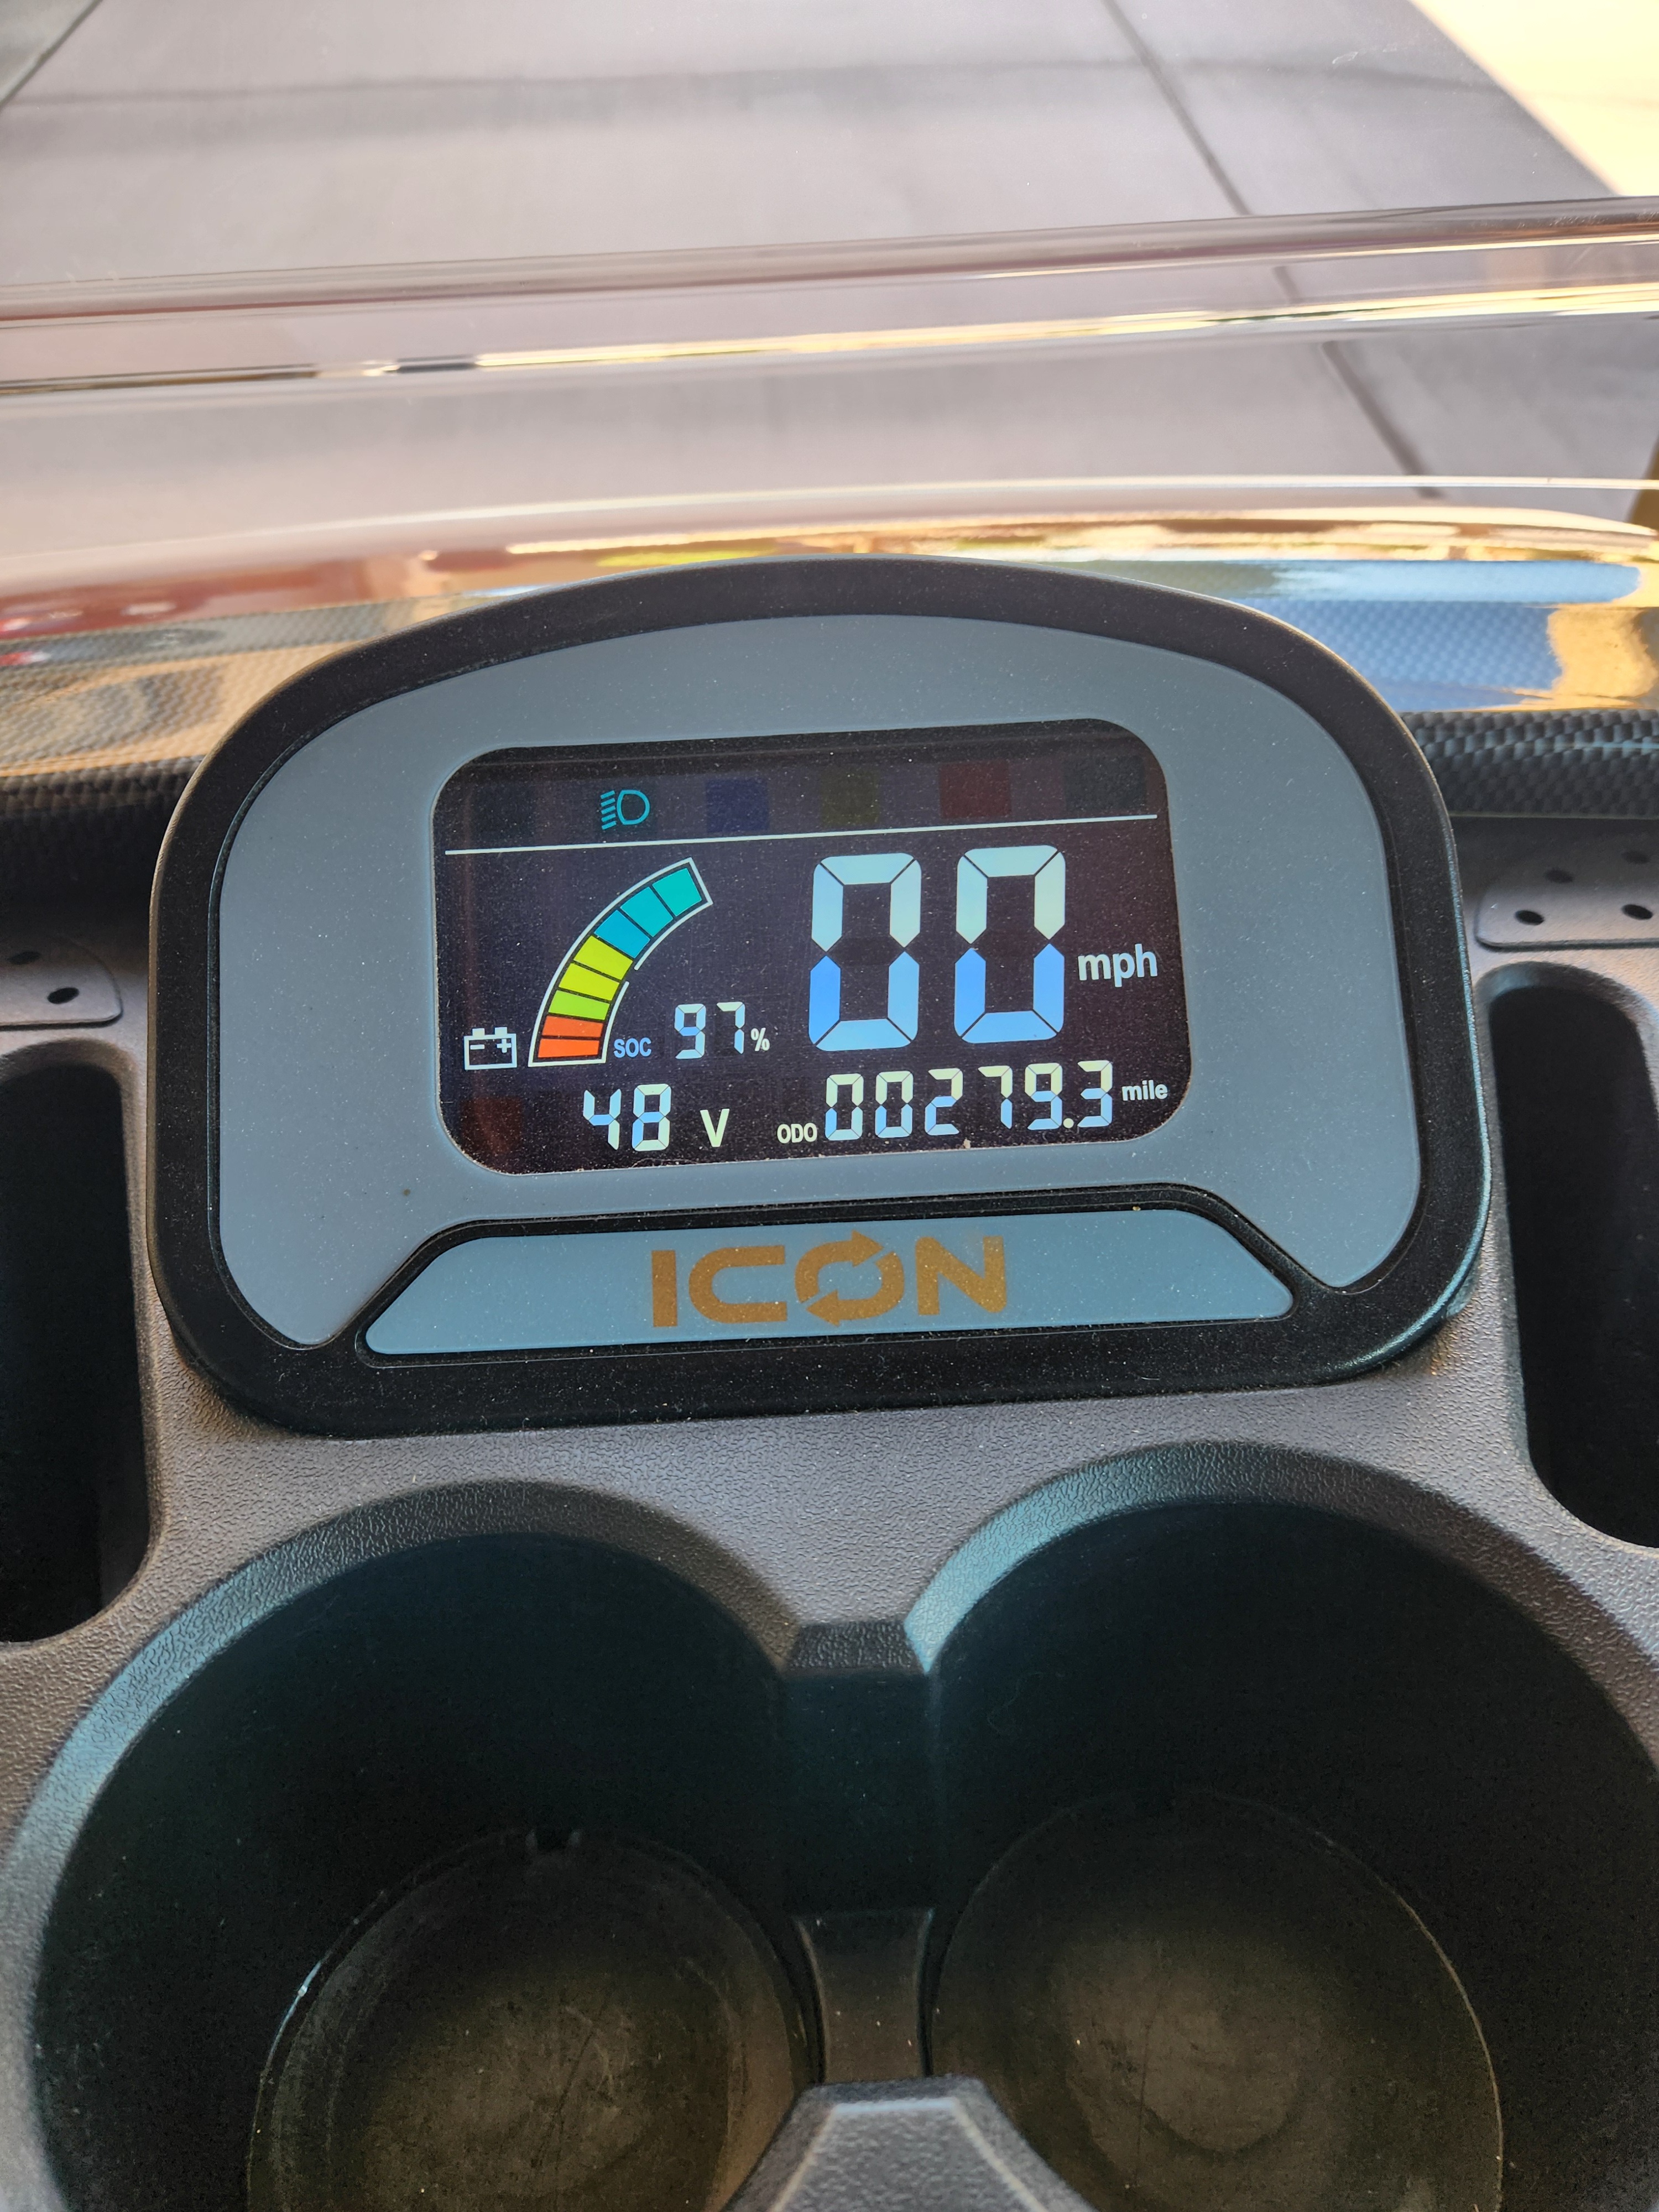 00 mph
SOC 97%
48 V ODO 00279.3 mile
ICON